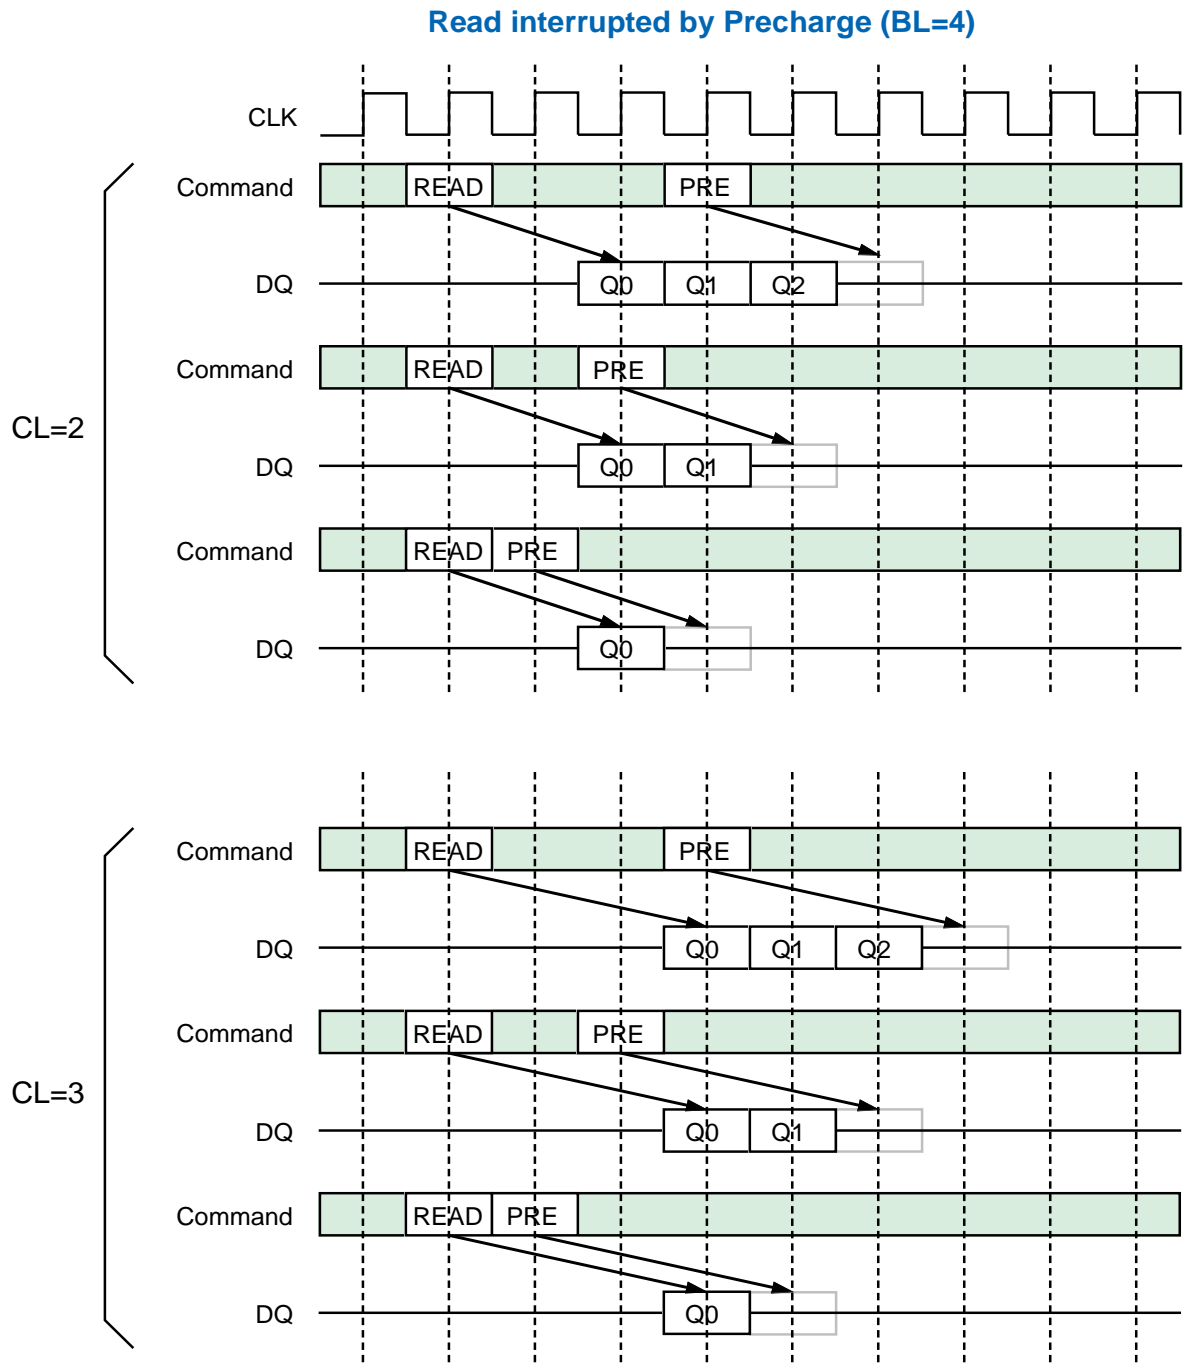 Read interrupted by Precharge (BL=4)
CLK
Command READ PRE
DQ Q0 Q1 Q2
Command READ PRE
CL=2
DQ Q0 Q1
Command READ PRE
DQ Q0
Command READ PRE
DQ Q0 Q1 Q2
Command READ PRE
CL=3
DQ Q0 Q1
Command READ PRE
DQ Q0